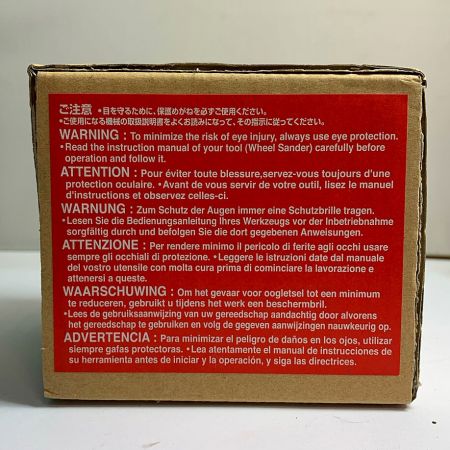 ご注意 •目を守るために、保護めがねを必ずご使用ください。
•ご使用になる機械の取扱説明書をよくお読みになって、その指示に従ってください。
WARNING : To minimize the risk of eye injury, always use eye protection.
•Read the instruction manual of your tool (Wheel Sander) carefully before
operation and follow it.
ATTENTION : Pour éviter toute blessure,servez-vous toujours d'une
protection oculaire. •Avant de vous servir de votre outil, lisez le manuel
d'instructions et observez celles-ci.
WARNUNG : Zum Schutz der Augen immer eine Schutzbrille tragen.
•Lesen Sie die Bedienungsanleitung Ihres Werkzeugs vor der Inbetriebnahme
sorgfältig durch und befolgen Sie die dort gegebenen Anweisungen.
ATTENZIONE : Per rendere minimo il pericolo di ferite agli occhi usare
sempre gli occhiali di protezione. •Leggere le istruzioni date dal manuale
del vostro utensile con molta cura prima di cominciare la lavorazione e
attenersi a queste.
WAARSCHUWING : Om het gevaar voor oogletsel tot een minimum
te reduceren, gebruikt u tijdens het werk een beschermbril.
•Lees de gebruiksaanwijzing van uw gereedschap aandachtig door alvorens
het gereedschap te gebruiken en volg de gegeven aanwijzingen nauwkeurig op.
ADVERTENCIA : Para minimizar el peligro de daños en los ojos, utilizar
siempre gafas protectoras. •Lea atentamente el manual de instrucciones de
su herramienta antes de iniciar y la operación, y siga las directrices.